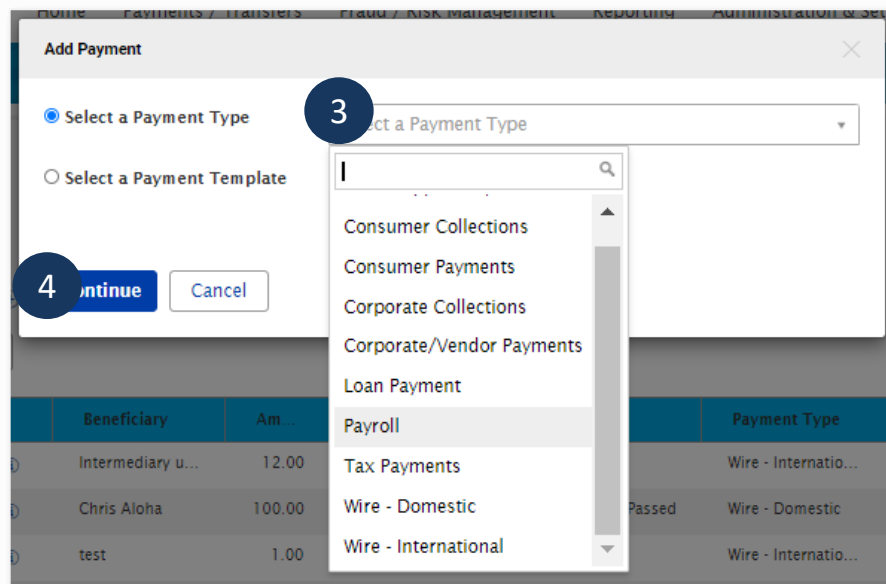 Home Payments / Transfers Fraud / Risk Management Reporting Administration & Set
Add Payment
Select a Payment Type
3
ect a Payment Type
Select a Payment Template
Consumer Collections
Consumer Payments
Corporate Collections
Corporate/Vendor Payments
Loan Payment
Payroll
Tax Payments
Wire - Domestic
Wire - International
4
ontinue
Cancel
Beneficiary Am... Payment Type
Intermediary u... 12.00 Wire - Internatio...
Chris Aloha 100.00 Passed Wire - Domestic
test 1.00 Wire - Internatio...